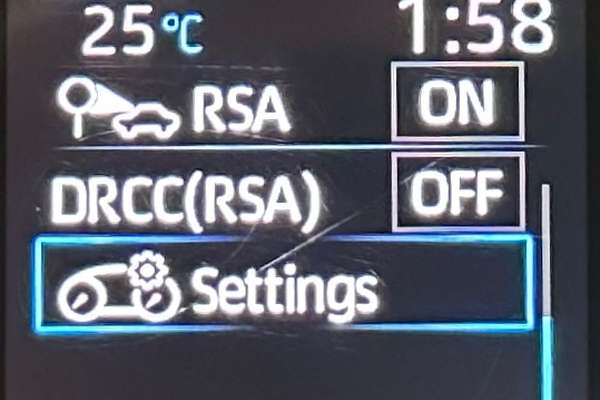 25°C 1:58
RSA ON
DRCC(RSA) OFF
Settings